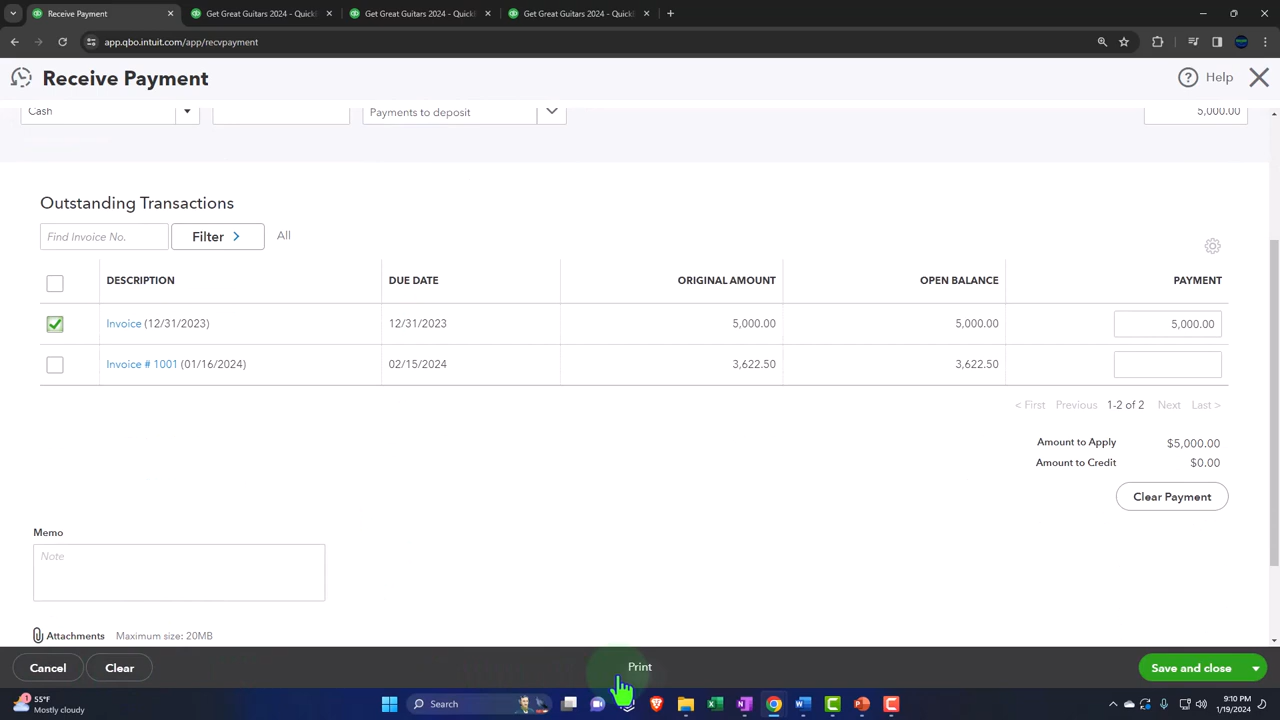 Receive Payment
Get Great Guitars 2024 – Quick
Get Great Guitars 2024 – Quick
Get Great Guitars 2024 – Quick
app.qbo.intuit.com/app/recvpayment
Receive Payment
Help
Cash
Payments to deposit
5,000.00
Outstanding Transactions
Find Invoice No.
Filter >
All
DESCRIPTION DUE DATE ORIGINAL AMOUNT OPEN BALANCE PAYMENT
Invoice (12/31/2023) 12/31/2023 5,000.00 5,000.00 5,000.00
Invoice # 1001 (01/16/2024) 02/15/2024 3,622.50 3,622.50
< First Previous 1-2 of 2 Next Last >
Amount to Apply $5,000.00
Amount to Credit $0.00
Clear Payment
Memo
Note
Attachments Maximum size: 20MB
Cancel Clear Print Save and close
55°F
Mostly cloudy
Search
9:10 PM
1/19/2024